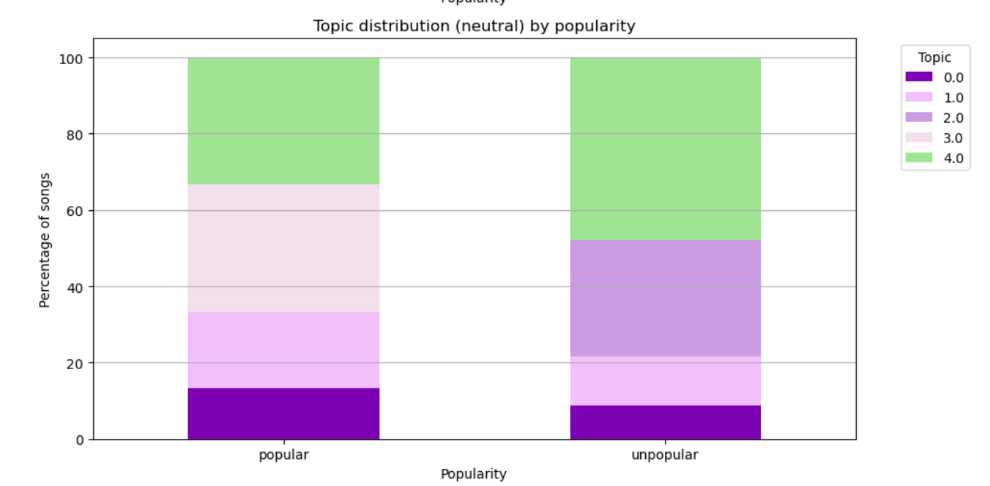 Popularity
Topic distribution (neutral) by popularity
100
80
60
40
20
0
Percentage of songs
popular
unpopular
Popularity
Topic
0.0
1.0
2.0
3.0
4.0